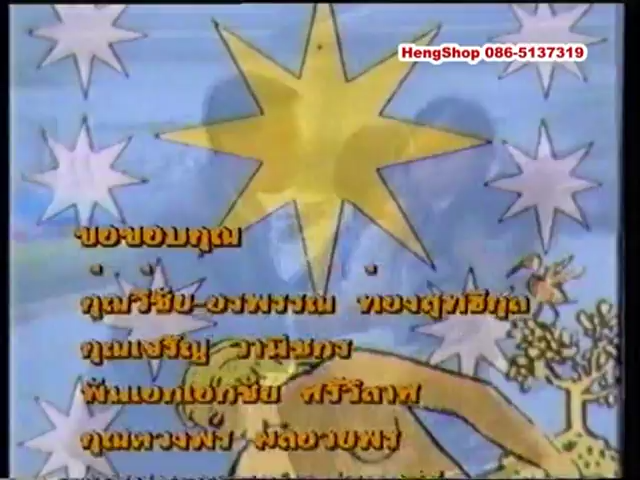 HengShop 086-5137319
ขอขอบคุณ
คุณวิชัย-อรพรรณ ท่องสุทธิกุล
คุณเจริญ วานิชกร
พันเอกเอกชัย ศรีวิลาศ
คุณดวงพร